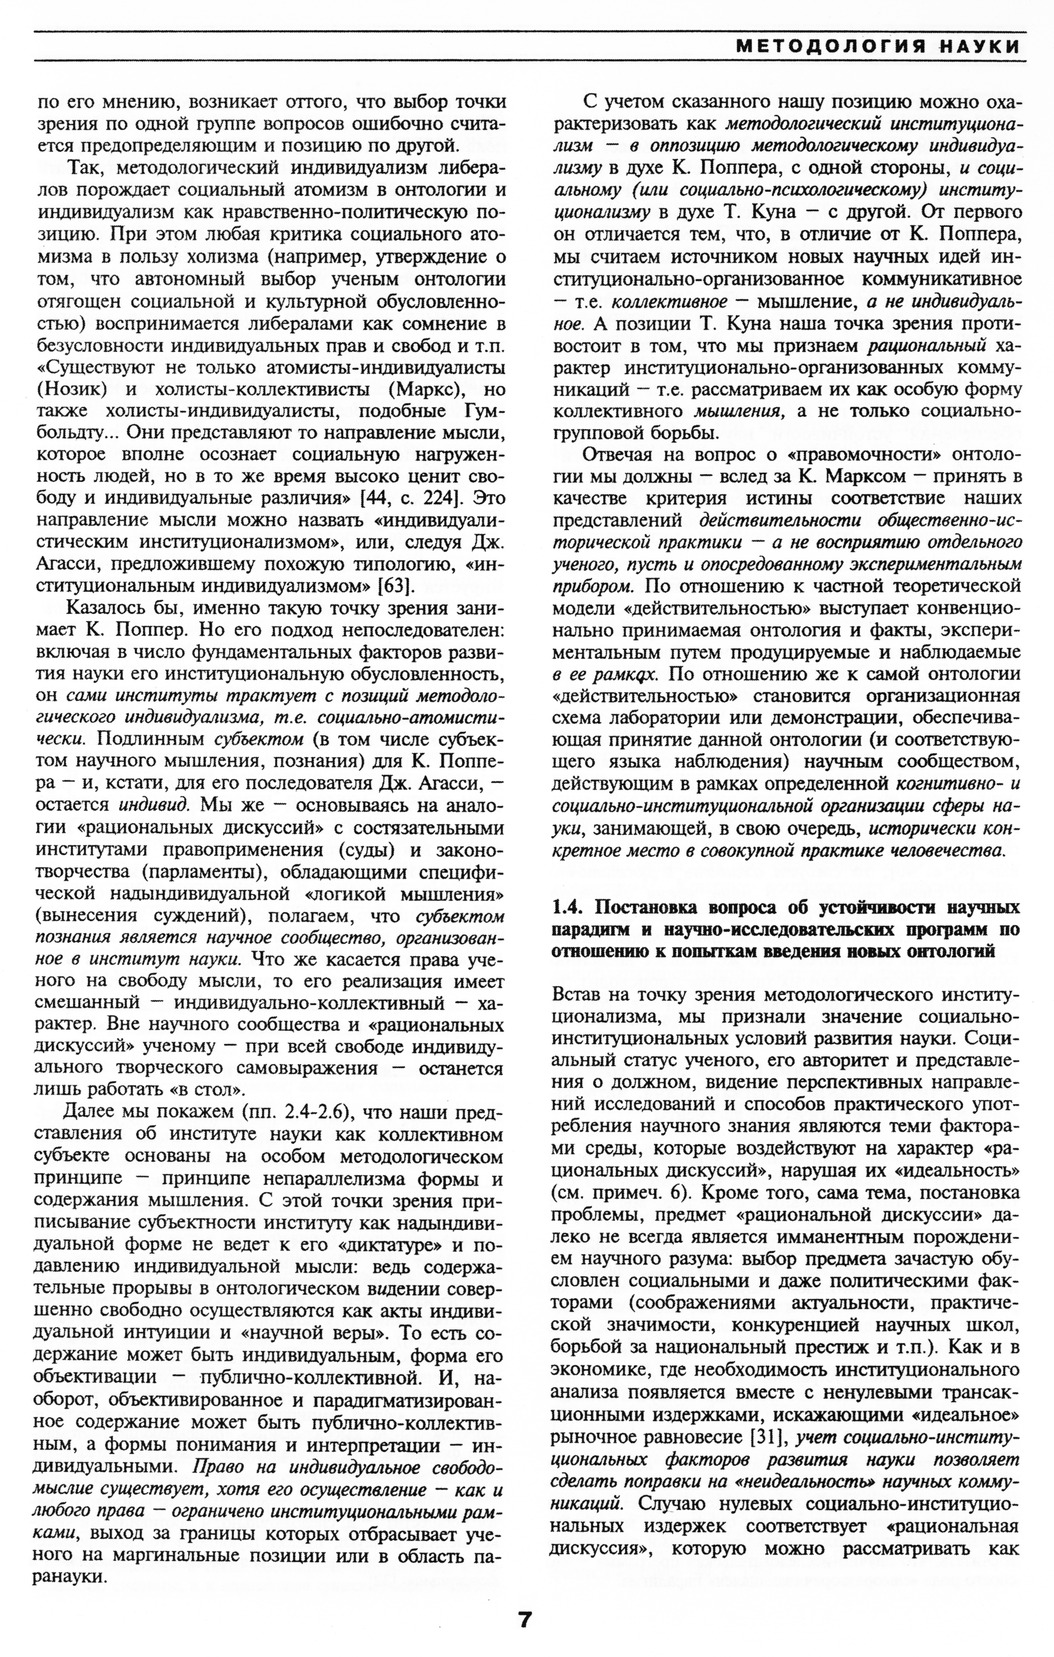 МЕТОДОЛОГИЯ НАУКИ
по его мнению, возникает оттого, что выбор точки
зрения по одной группе вопросов ошибочно счита-
ется предопределяющим и позицию по другой.
Так, методологический индивидуализм либера-
лов порождает социальный атомизм в онтологии и
индивидуализм как нравственно-политическую по-
зицию. При этом любая критика социального ато-
мизма в пользу холизма (например, утверждение о
том, что автономный выбор ученым онтологии
отягощен социальной и культурной обусловленно-
стью) воспринимается либералами как сомнение в
безусловности индивидуальных прав и свобод и т.п.
«Существуют не только атомисты-индивидуалисты
(Нозик) и холисты-коллективисты (Маркс), но
также холисты-индивидуалисты, подобные Гум-
больдту... Они представляют то направление мысли,
которое вполне осознает социальную нагружен-
ность людей, но в то же время высоко ценит сво-
боду и индивидуальные различия» [44, с. 224]. Это
направление мысли можно назвать «индивидуали-
стическим институционализмом», или, следуя Дж.
Агасси, предложившему похожую типологию, «ин-
ституциональным индивидуализмом» [63].
Казалось бы, именно такую точку зрения зани-
мает К. Поппер. Но его подход непоследователен:
включая в число фундаментальных факторов разви-
тия науки его институциональную обусловленность,
он сами институты трактует с позиций методоло-
гического индивидуализма, т.е. социально-атомисти-
чески. Подлинным субъектом (в том числе субъек-
том научного мышления, познания) для К. Поппе-
ра — и, кстати, для его последователя Дж. Агасси, —
остается индивид. Мы же — основываясь на анало-
гии «рациональных дискуссий» с состязательными
институтами правоприменения (суды) и законо-
творчества (парламенты), обладающими специфи-
ческой надындивидуальной «логикой мышления»
(вынесения суждений), полагаем, что субъектом
познания является научное сообщество, организован-
ное в институт науки. Что же касается права уче-
ного на свободу мысли, то его реализация имеет
смешанный — индивидуально-коллективный — ха-
рактер. Вне научного сообщества и «рациональных
дискуссий» ученому — при всей свободе индивиду-
ального творческого самовыражения — останется
лишь работать «в стол».
Далее мы покажем (пп. 2.4-2.6), что наши пред-
ставления об институте науки как коллективном
субъекте основаны на особом методологическом
принципе — принципе непараллелизма формы и
содержания мышления. С этой точки зрения при-
писывание субъектности институту как надындиви-
дуальной форме не ведет к его «диктатуре» и по-
давлению индивидуальной мысли: ведь содержа-
тельные прорывы в онтологическом видении совер-
шенно свободно осуществляются как акты индиви-
дуальной интуиции и «научной веры». То есть со-
держание может быть индивидуальным, форма его
объективации — публично-коллективной. И, на-
оборот, объективированное и парадигматизирован-
ное содержание может быть публично-коллектив-
ным, а формы понимания и интерпретации — ин-
дивидуальными. Право на индивидуальное свободо-
мыслие существует, хотя его осуществление — как и
любого права — ограничено институциональными рам-
ками, выход за границы которых отбрасывает уче-
ного на маргинальные позиции или в область па-
ранауки.
С учетом сказанного нашу позицию можно оха-
рактеризовать как методологический институциона-
лизм — в оппозицию методологическому индивидуа-
лизму в духе К. Поппера, с одной стороны, и соци-
альному (или социально-психологическому) институ-
ционализму в духе Т. Куна — с другой. От первого
он отличается тем, что, в отличие от К. Поппера,
мы считаем источником новых научных идей ин-
ституционально-организованное коммуникативное
— т.е. коллективное — мышление, а не индивидуаль-
ное. А позиции Т. Куна наша точка зрения проти-
востоит в том, что мы признаем рациональный ха-
рактер институционально-организованных комму-
никаций — т.е. рассматриваем их как особую форму
коллективного мышления, а не только социально-
групповой борьбы.
Отвечая на вопрос о «правомочности» онтоло-
гии мы должны — вслед за К. Марксом — принять в
качестве критерия истины соответствие наших
представлений действительности общественно-ис-
торической практики — а не восприятию отдельного
ученого, пусть и опосредованному экспериментальным
прибором. По отношению к частной теоретической
модели «действительностью» выступает конвенцио-
нально принимаемая онтология и факты, экспери-
ментальным путем продуцируемые и наблюдаемые
в ее рамках. По отношению же к самой онтологии
«действительностью» становится организационная
схема лаборатории или демонстрации, обеспечива-
ющая принятие данной онтологии (и соответствую-
щего языка наблюдения) научным сообществом,
действующим в рамках определенной когнитивно- и
социально-институциональной организации сферы на-
уки, занимающей, в свою очередь, исторически кон-
кретное место в совокупной практике человечества.
1.4. Постановка вопроса об устойчивости научных
парадигм и научно-исследовательских программ по
отношению к попыткам введения новых онтологий
Встав на точку зрения методологического институ-
ционализма, мы признали значение социально-
институциональных условий развития науки. Соци-
альный статус ученого, его авторитет и представле-
ния о должном, видение перспективных направле-
ний исследований и способов практического упот-
ребления научного знания являются теми фактора-
ми среды, которые воздействуют на характер «ра-
циональных дискуссий», нарушая их «идеальность»
(см. примеч. 6). Кроме того, сама тема, постановка
проблемы, предмет «рациональной дискуссии» да-
леко не всегда является имманентным порождени-
ем научного разума: выбор предмета зачастую обу-
словлен социальными и даже политическими фак-
торами (соображениями актуальности, практиче-
ской значимости, конкуренцией научных школ,
борьбой за национальный престиж и т.п.). Как и в
экономике, где необходимость институционального
анализа появляется вместе с ненулевыми трансак-
ционными издержками, искажающими «идеальное»
рыночное равновесие [31], учет социально-институ-
циональных факторов развития науки позволяет
сделать поправки на «неидеальность» научных комму-
никаций. Случаю нулевых социально-институцио-
нальных издержек соответствует «рациональная
дискуссия», которую можно рассматривать как
7